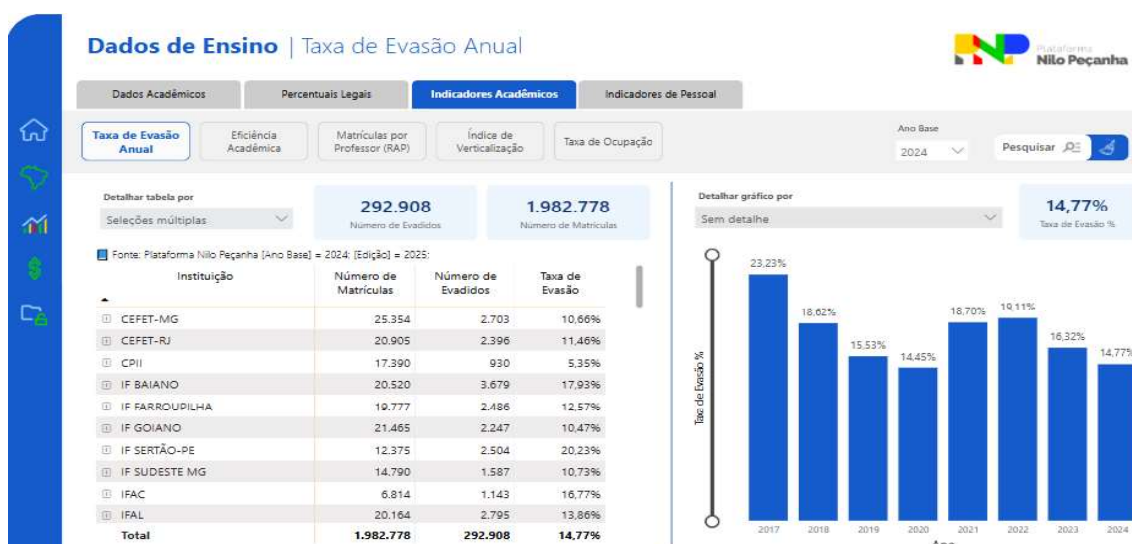 Dados de Ensino | Taxa de Evasão Anual
Plataforma
Nilo Peçanha
Dados Acadêmicos Percentuais Legais Indicadores Acadêmicos Indicadores de Pessoal
Taxa de Evasão Anual
Eficiência Acadêmica
Matrículas por Professor (RAP)
Índice de Verticalização
Taxa de Ocupação
Ano Base
2024
Pesquisar
Detalhar tabela por
Seleções múltiplas
292.908
Número de Evadidos
1.982.778
Número de Matrículas
Fonte: Plataforma Nilo Peçanha [Ano Base] = 2024; [Edição] = 2025;
Instituição Número de Matrículas Número de Evadidos Taxa de Evasão
CEFET-MG 25.354 2.703 10,66%
CEFET-RJ 20.905 2.396 11,46%
CPII 17.390 930 5,35%
IF BAIANO 20.520 3.679 17,93%
IF FARROUPILHA 19.777 2.486 12,57%
IF GOIANO 21.465 2.247 10,47%
IF SERTÃO-PE 12.375 2.504 20,23%
IF SUDESTE MG 14.790 1.587 10,73%
IFAC 6.814 1.143 16,77%
IFAL 20.164 2.795 13,86%
Total 1.982.778 292.908 14,77%
Detalhar gráfico por
Sem detalhe
14,77%
Taxa de Evasão %
Taxa de Evasão %
23,23% 18,62% 15,53% 14,45% 18,70% 19,11% 16,32% 14,77%
2017 2018 2019 2020 2021 2022 2023 2024